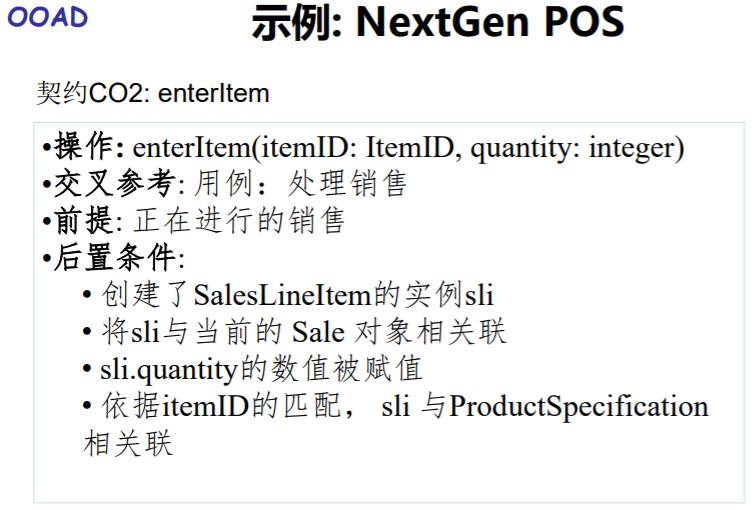 OOAD
示例: NextGen POS
契约CO2: enterItem
•操作: enterItem(itemID: ItemID, quantity: integer)
•交叉参考: 用例：处理销售
•前提: 正在进行的销售
•后置条件:
• 创建了SalesLineItem的实例sli
• 将sli与当前的 Sale 对象相关联
• sli.quantity的数值被赋值
• 依据itemID的匹配， sli 与ProductSpecification
相关联